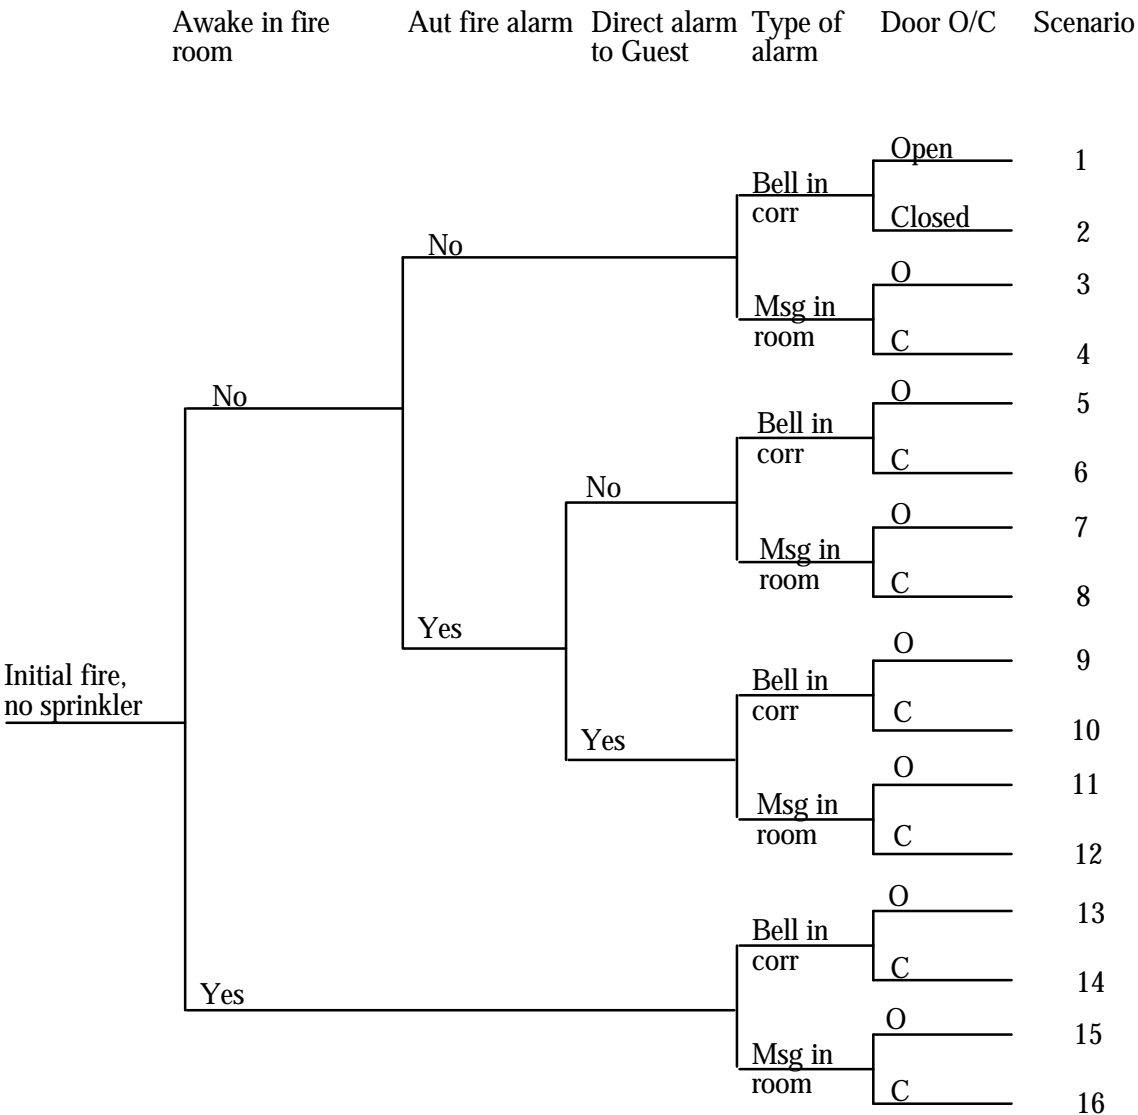 Awake in fire
room
Aut fire alarm
Direct alarm
to Guest
Type of
alarm
Door O/C
Scenario
Open
1
Bell in
corr
Closed
2
No
O
3
Msg in
room
C
4
No
O
5
Bell in
corr
C
6
No
O
7
Msg in
room
C
8
Yes
O
9
Initial fire,
no sprinkler
Bell in
corr
C
10
Yes
O
11
Msg in
room
C
12
O
13
Bell in
corr
C
14
Yes
O
15
Msg in
room
C
16